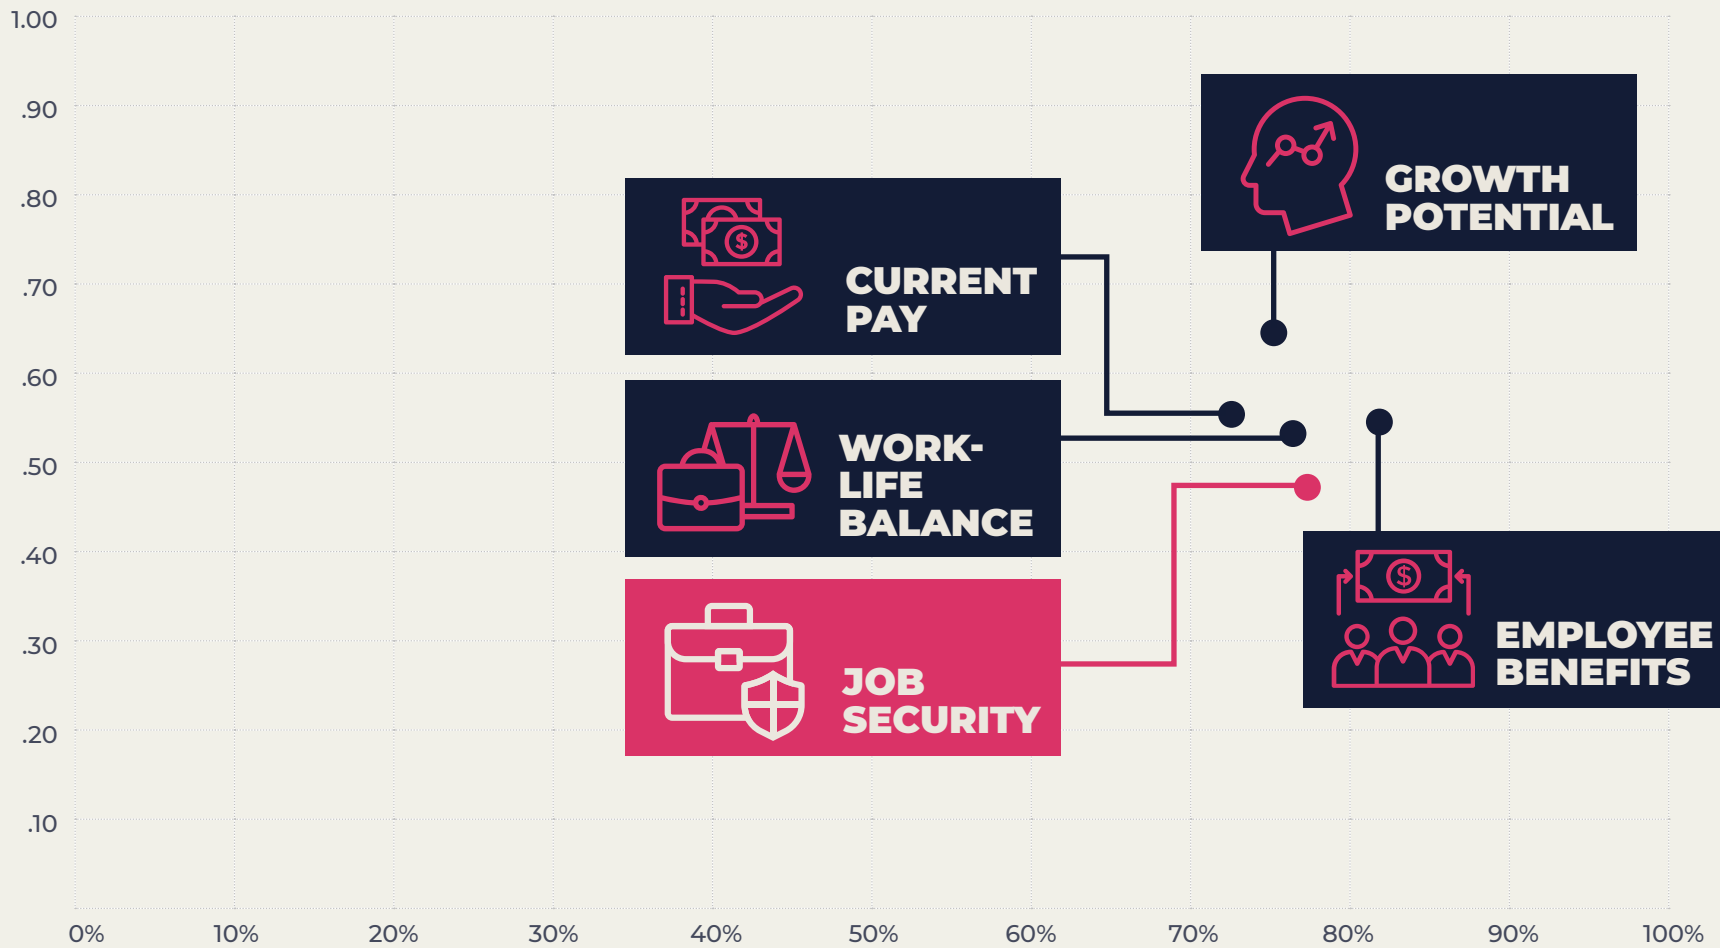 1.00
.90
.80
.70
.60
.50
.40
.30
.20
.10
0% 10% 20% 30% 40% 50% 60% 70% 80% 90% 100%
GROWTH
POTENTIAL
$
CURRENT
PAY
WORK-
LIFE
BALANCE
JOB
SECURITY
$
EMPLOYEE
BENEFITS